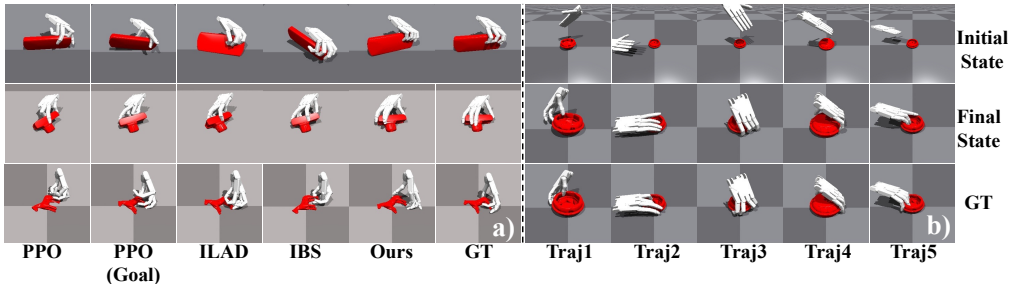 Initial
State
Final
State
GT
a)
b)
PPO
PPO
(Goal)
ILAD
IBS
Ours
GT
Traj1
Traj2
Traj3
Traj4
Traj5